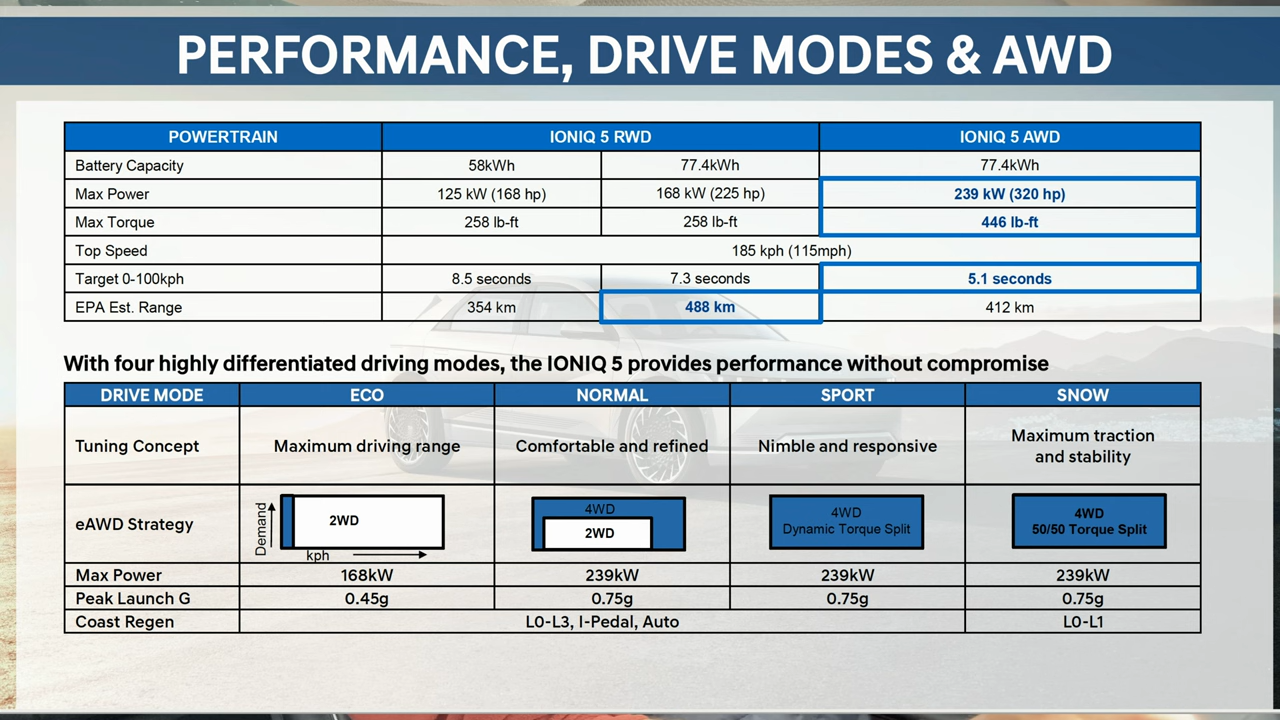 PERFORMANCE, DRIVE MODES & AWD
POWERTRAIN IONIQ 5 RWD IONIQ 5 AWD
Battery Capacity 58kWh 77.4kWh 77.4kWh
Max Power 125 kW (168 hp) 168 kW (225 hp) 239 kW (320 hp)
Max Torque 258 lb-ft 258 lb-ft 446 lb-ft
Top Speed 185 kph (115mph)
Target 0-100kph 8.5 seconds 7.3 seconds 5.1 seconds
EPA Est. Range 354 km 488 km 412 km
With four highly differentiated driving modes, the IONIQ 5 provides performance without compromise
DRIVE MODE ECO NORMAL SPORT SNOW
Tuning Concept Maximum driving range Comfortable and refined Nimble and responsive Maximum traction
and stability
eAWD Strategy Demand 2WD kph 4WD 2WD 4WD
Dynamic Torque Split 4WD
50/50 Torque Split
Max Power 168kW 239kW 239kW 239kW
Peak Launch G 0.45g 0.75g 0.75g 0.75g
Coast Regen L0-L3, I-Pedal, Auto L0-L1